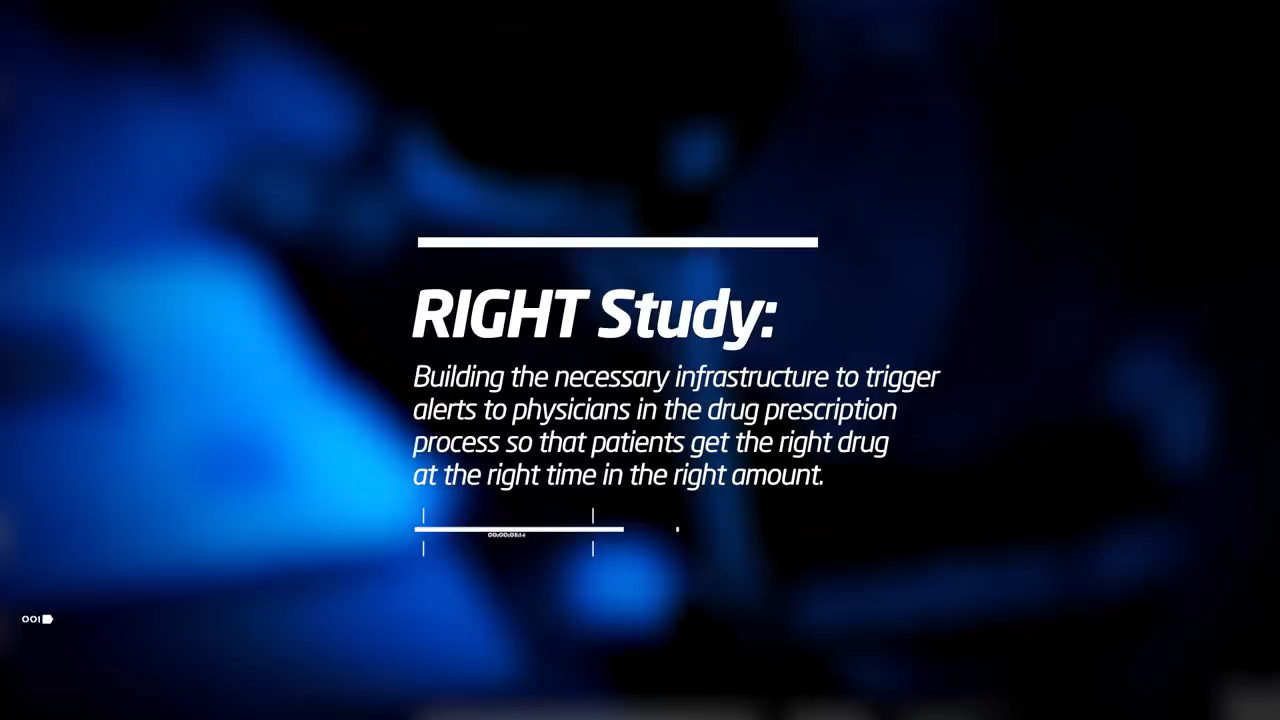 RIGHT Study:
Building the necessary infrastructure to trigger
alerts to physicians in the drug prescription
process so that patients get the right drug
at the right time in the right amount.
001